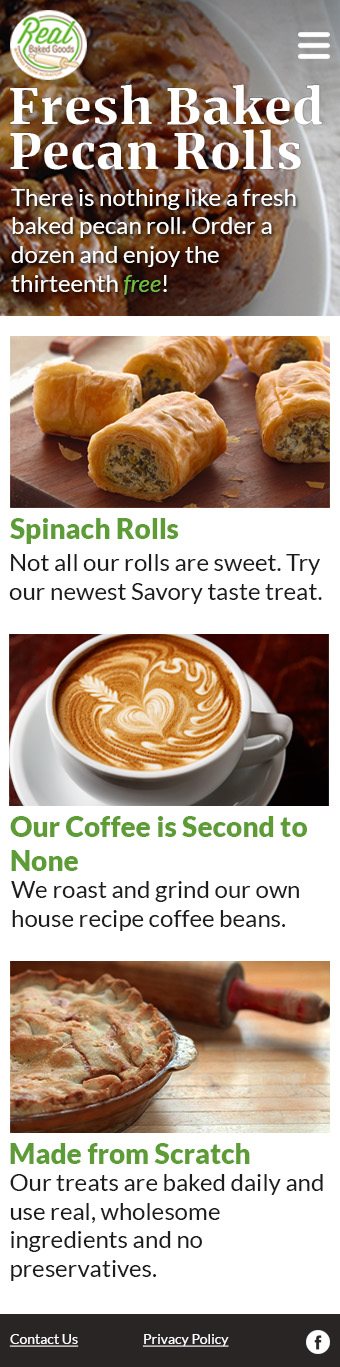 Real
Baked Goods
Fresh Baked
Pecan Rolls
There is nothing like a fresh
baked pecan roll. Order a
dozen and enjoy the
thirteenth free!
Spinach Rolls
Not all our rolls are sweet. Try
our newest Savory taste treat.
Our Coffee is Second to
None
We roast and grind our own
house recipe coffee beans.
Made from Scratch
Our treats are baked daily and
use real, wholesome
ingredients and no
preservatives.
Contact Us
Privacy Policy
f